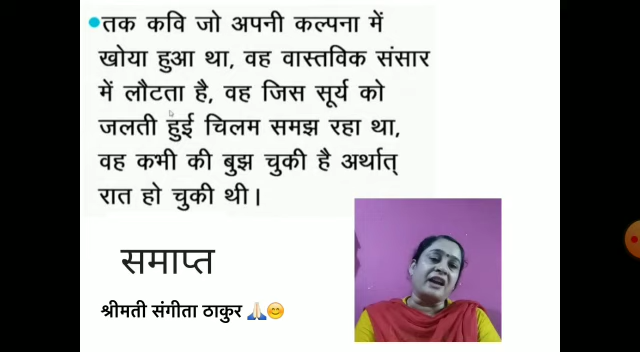 तक कवि जो अपनी कल्पना में
खोया हुआ था, वह वास्तविक संसार
में लौटता है, वह जिस सूर्य को
जलती हुई चिलम समझ रहा था,
वह कभी की बुझ चुकी है अर्थात्
रात हो चुकी थी।
समाप्त
श्रीमती संगीता ठाकुर 🙏🏻😊